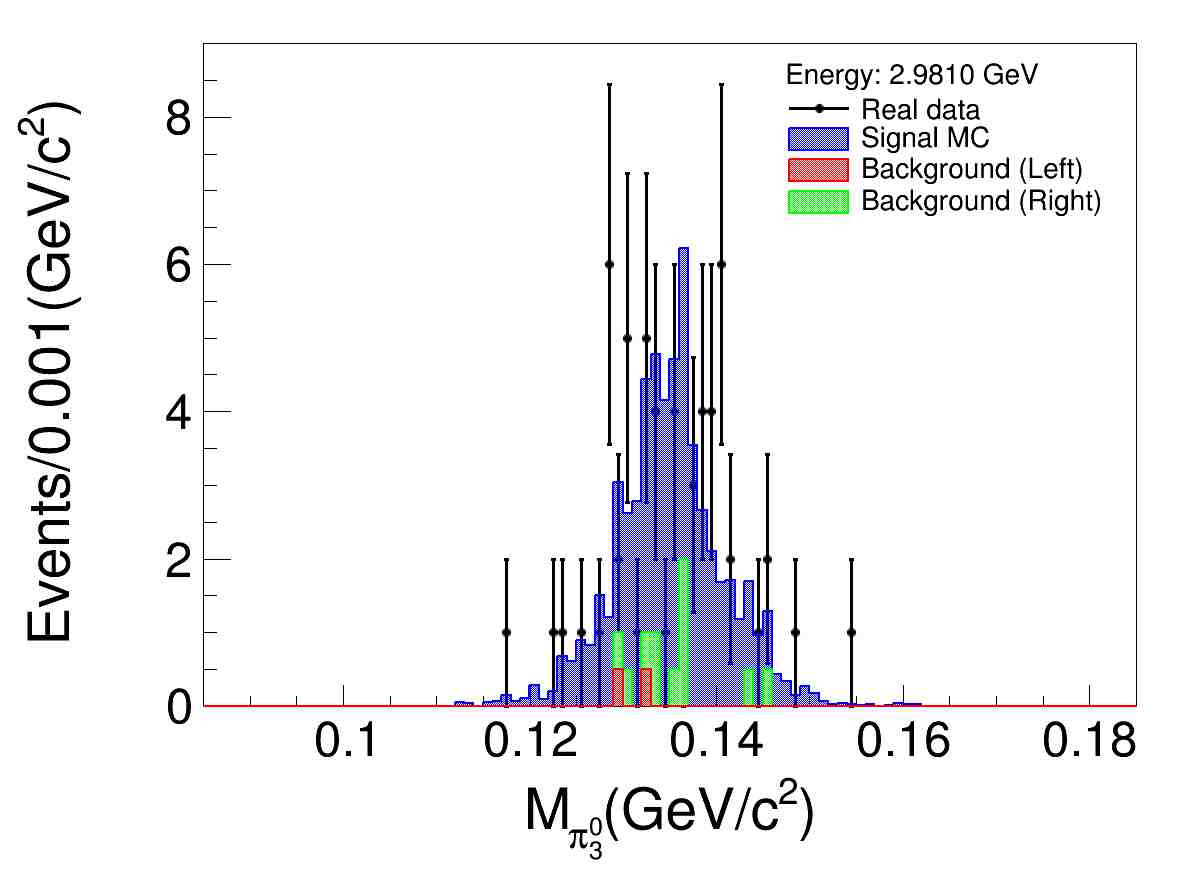 Energy: 2.9810 GeV
Real data
Signal MC
Background (Left)
Background (Right)
Events/0.001(GeV/c²)
8
6
4
2
0
0.1 0.12 0.14 0.16 0.18
M_π⁰₃(GeV/c²)